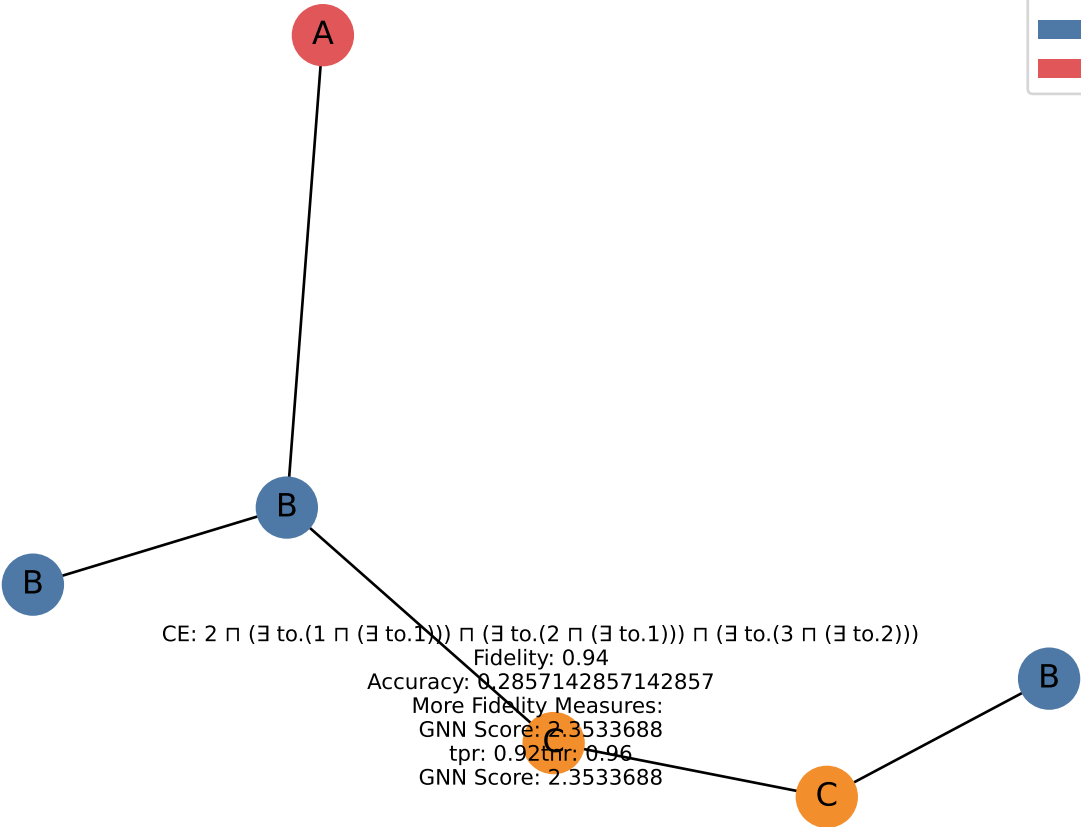 A
B
B
CE: 2 ⊓ (∃ to.(1 ⊓ (∃ to.1))) ⊓ (∃ to.(2 ⊓ (∃ to.1))) ⊓ (∃ to.(3 ⊓ (∃ to.2)))
Fidelity: 0.94
Accuracy: 0.2857142857142857
More Fidelity Measures:
GNN Score: 2.3533688
tpr: 0.92tnr: 0.96
GNN Score: 2.3533688
B
C
C